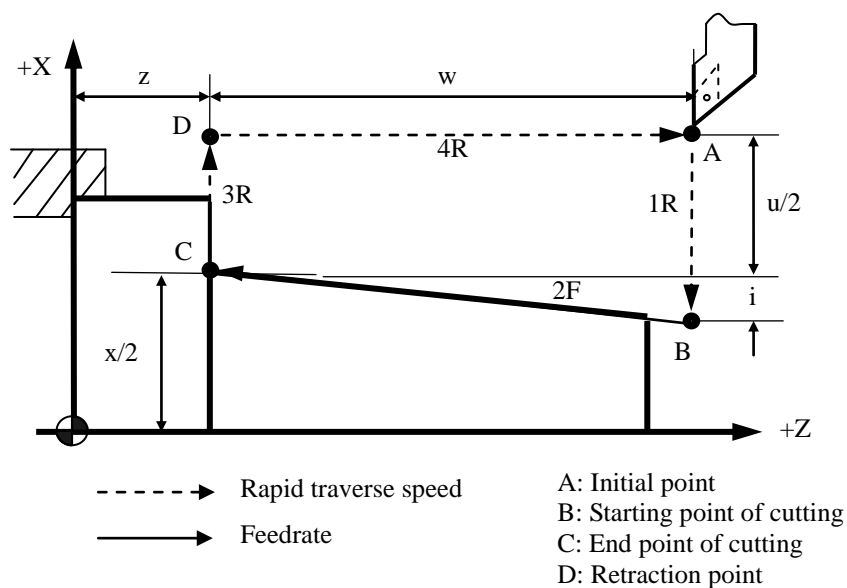 +X
z
w
D
4R
A
3R
1R
u/2
C
2F
i
x/2
B
+Z
Rapid traverse speed
Feedrate
A: Initial point
B: Starting point of cutting
C: End point of cutting
D: Retraction point